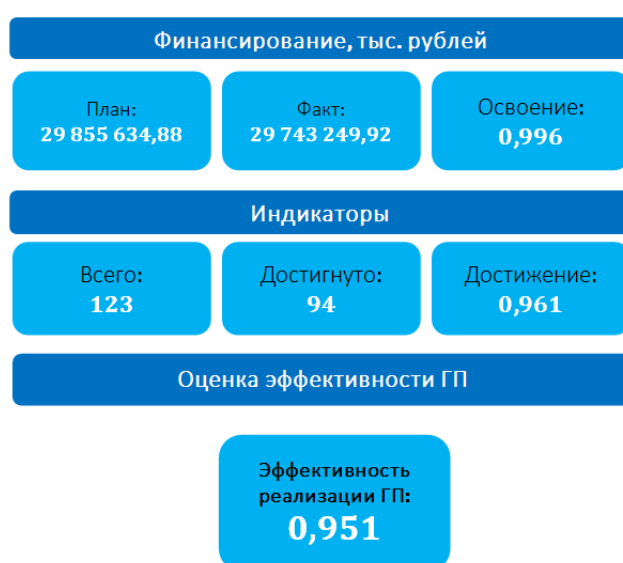 Финансирование, тыс. рублей
План:
29 855 634,88
Факт:
29 743 249,92
Освоение:
0,996
Индикаторы
Всего:
123
Достигнуто:
94
Достижение:
0,961
Оценка эффективности ГП
Эффективность
реализации ГП:
0,951